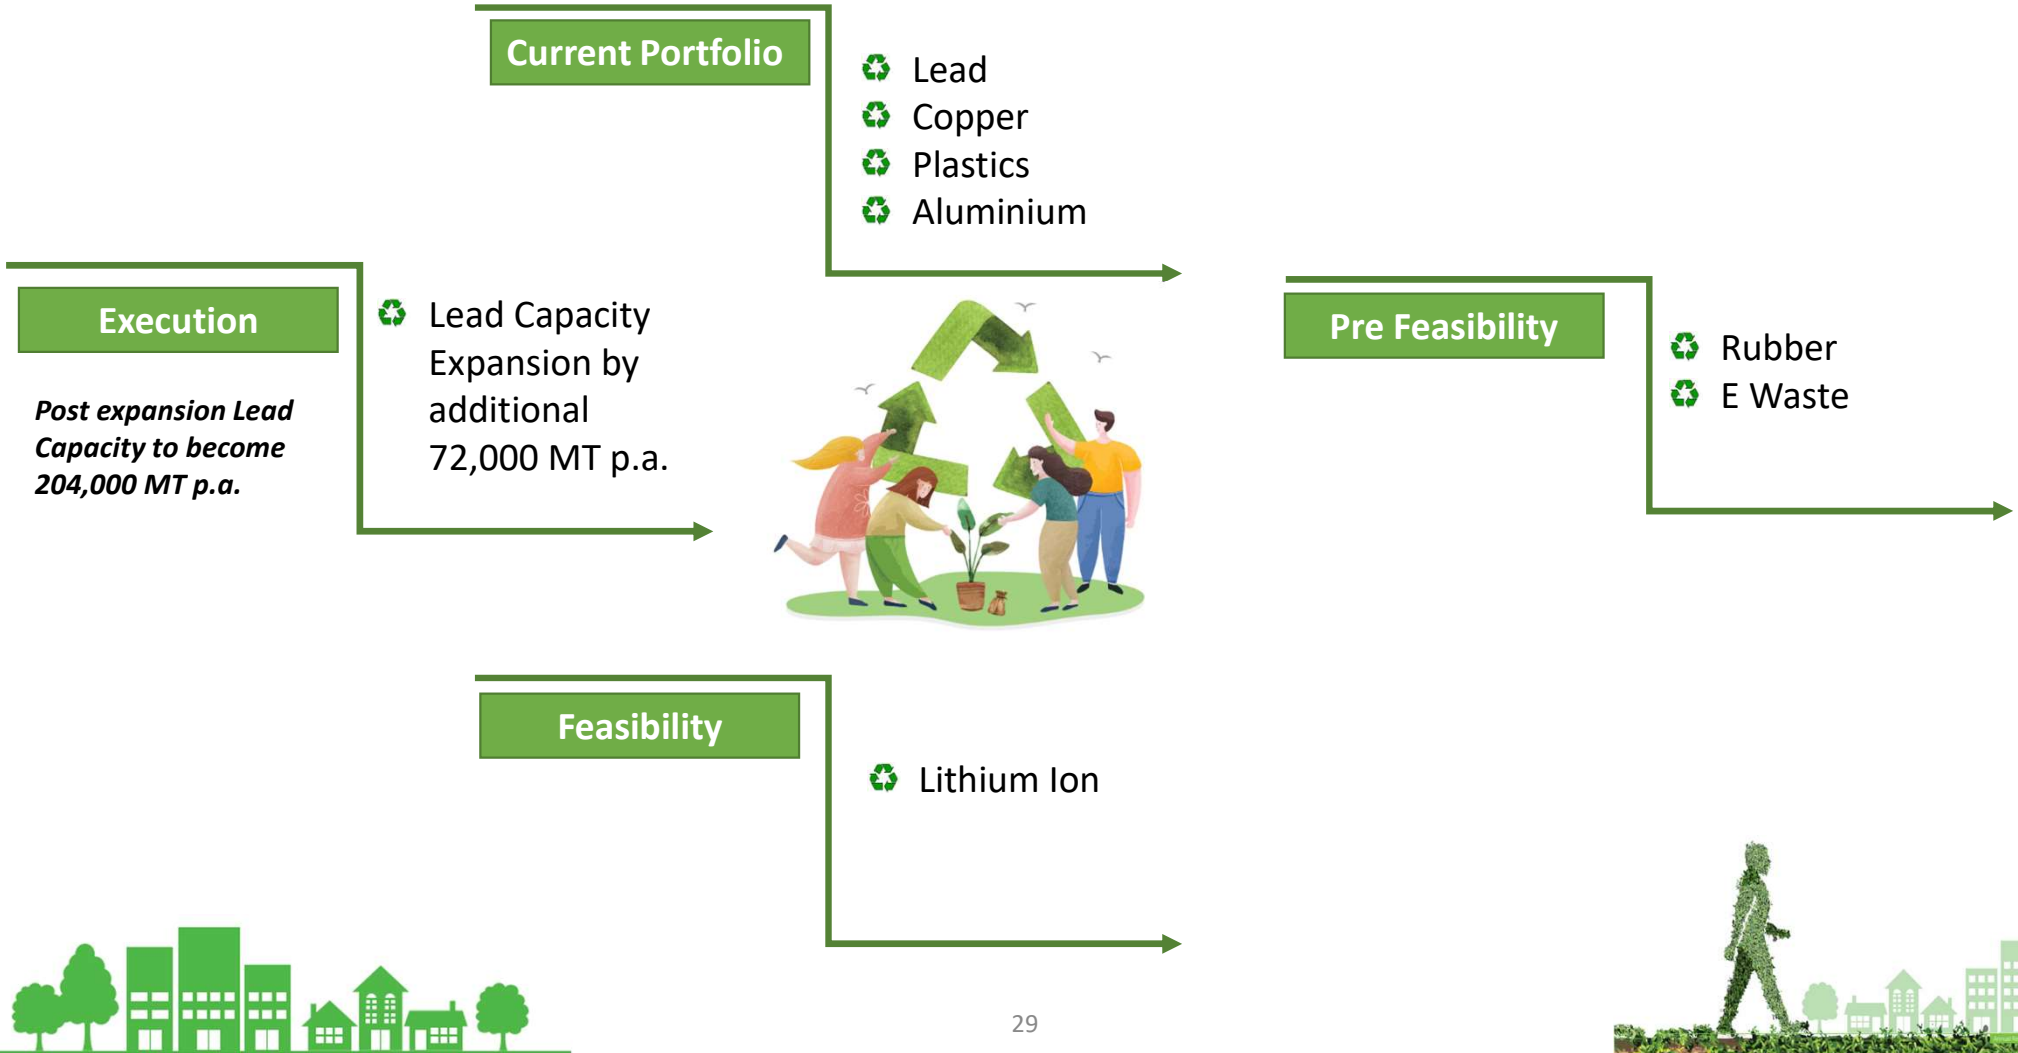 Current Portfolio
Lead
Copper
Plastics
Aluminium
Execution
Post expansion Lead
Capacity to become
204,000 MT p.a.
Lead Capacity
Expansion by
additional
72,000 MT p.a.
Pre Feasibility
Rubber
E Waste
Feasibility
Lithium Ion
29